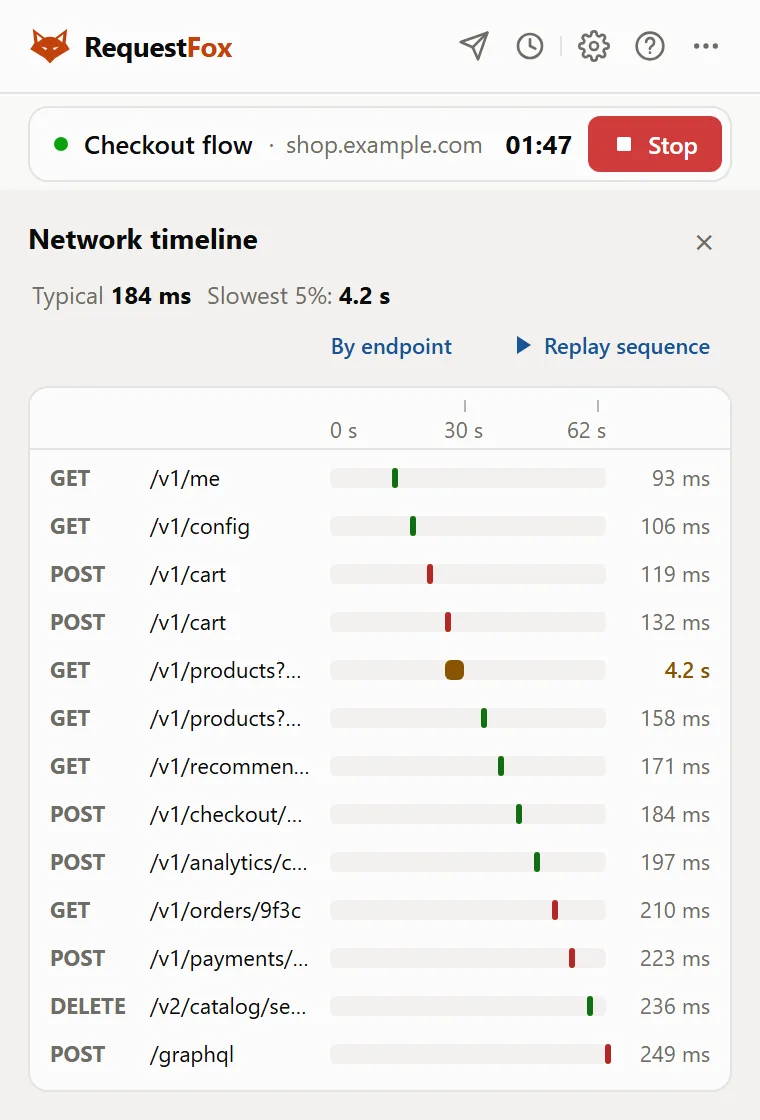 RequestFox
Checkout flow · shop.example.com 01:47 Stop
Network timeline
Typical 184 ms Slowest 5%: 4.2 s
By endpoint Replay sequence
0 s 30 s 62 s
GET /v1/me 93 ms
GET /v1/config 106 ms
POST /v1/cart 119 ms
POST /v1/cart 132 ms
GET /v1/products?... 4.2 s
GET /v1/products?... 158 ms
GET /v1/recommen... 171 ms
POST /v1/checkout/... 184 ms
POST /v1/analytics/c... 197 ms
GET /v1/orders/9f3c 210 ms
POST /v1/payments/... 223 ms
DELETE /v2/catalog/se... 236 ms
POST /graphql 249 ms